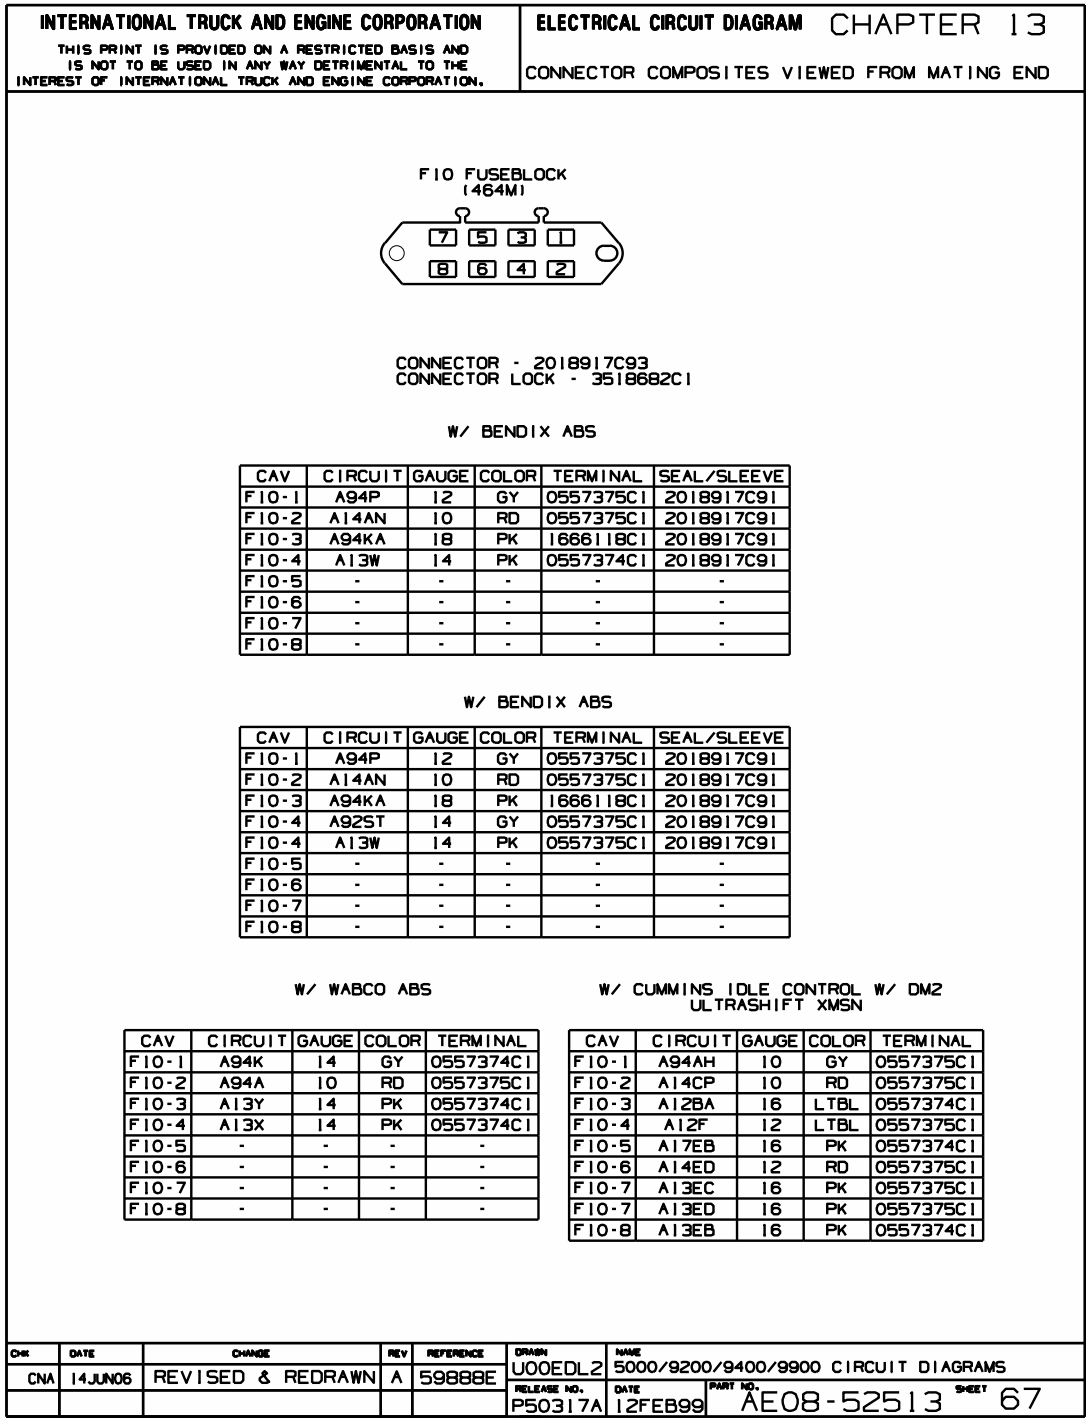 INTERNATIONAL TRUCK AND ENGINE CORPORATION
THIS PRINT IS PROVIDED ON A RESTRICTED BASIS AND
IS NOT TO BE USED IN ANY WAY DETRIMENTAL TO THE
INTEREST OF INTERNATIONAL TRUCK AND ENGINE CORPORATION.
ELECTRICAL CIRCUIT DIAGRAM CHAPTER 13
CONNECTOR COMPOSITES VIEWED FROM MATING END
F10 FUSEBLOCK
(464M)
7 5 3 1
8 6 4 2
CONNECTOR - 2018917C93
CONNECTOR LOCK - 3518682C1
W/ BENDIX ABS
CAV CIRCUIT GAUGE COLOR TERMINAL SEAL/SLEEVE
F10-1 A94P 12 GY 0557375C1 2018917C91
F10-2 A14AN 10 RD 0557375C1 2018917C91
F10-3 A94KA 18 PK 1666118C1 2018917C91
F10-4 A13W 14 PK 0557374C1 2018917C91
F10-5 - - - - -
F10-6 - - - - -
F10-7 - - - - -
F10-8 - - - - -
W/ BENDIX ABS
CAV CIRCUIT GAUGE COLOR TERMINAL SEAL/SLEEVE
F10-1 A94P 12 GY 0557375C1 2018917C91
F10-2 A14AN 10 RD 0557375C1 2018917C91
F10-3 A94KA 18 PK 1666118C1 2018917C91
F10-4 A92ST 14 GY 0557375C1 2018917C91
F10-4 A13W 14 PK 0557375C1 2018917C91
F10-5 - - - - -
F10-6 - - - - -
F10-7 - - - - -
F10-8 - - - - -
W/ WABCO ABS
CAV CIRCUIT GAUGE COLOR TERMINAL
F10-1 A94K 14 GY 0557374C1
F10-2 A94A 10 RD 0557375C1
F10-3 A13Y 14 PK 0557374C1
F10-4 A13X 14 PK 0557374C1
F10-5 - - - -
F10-6 - - - -
F10-7 - - - -
F10-8 - - - -
W/ CUMMINS IDLE CONTROL W/ DM2
ULTRASHIFT XMSN
CAV CIRCUIT GAUGE COLOR TERMINAL
F10-1 A94AH 10 GY 0557375C1
F10-2 A14CP 10 RD 0557375C1
F10-3 A12BA 16 LTBL 0557374C1
F10-4 A12F 12 LTBL 0557375C1
F10-5 A17EB 16 PK 0557374C1
F10-6 A14ED 12 RD 0557375C1
F10-7 A13EC 16 PK 0557375C1
F10-7 A13ED 16 PK 0557375C1
F10-8 A13EB 16 PK 0557374C1
CHK DATE CHANGE REV REFERENCE
CNA 14JUN06 REVISED & REDRAWN A 59888E
DRAWN
U00EDL2
NAME
5000/9200/9400/9900 CIRCUIT DIAGRAMS
RELEASE NO.
P50317A
DATE
12FEB99
PART NO.
AE08-52513
SHEET 67